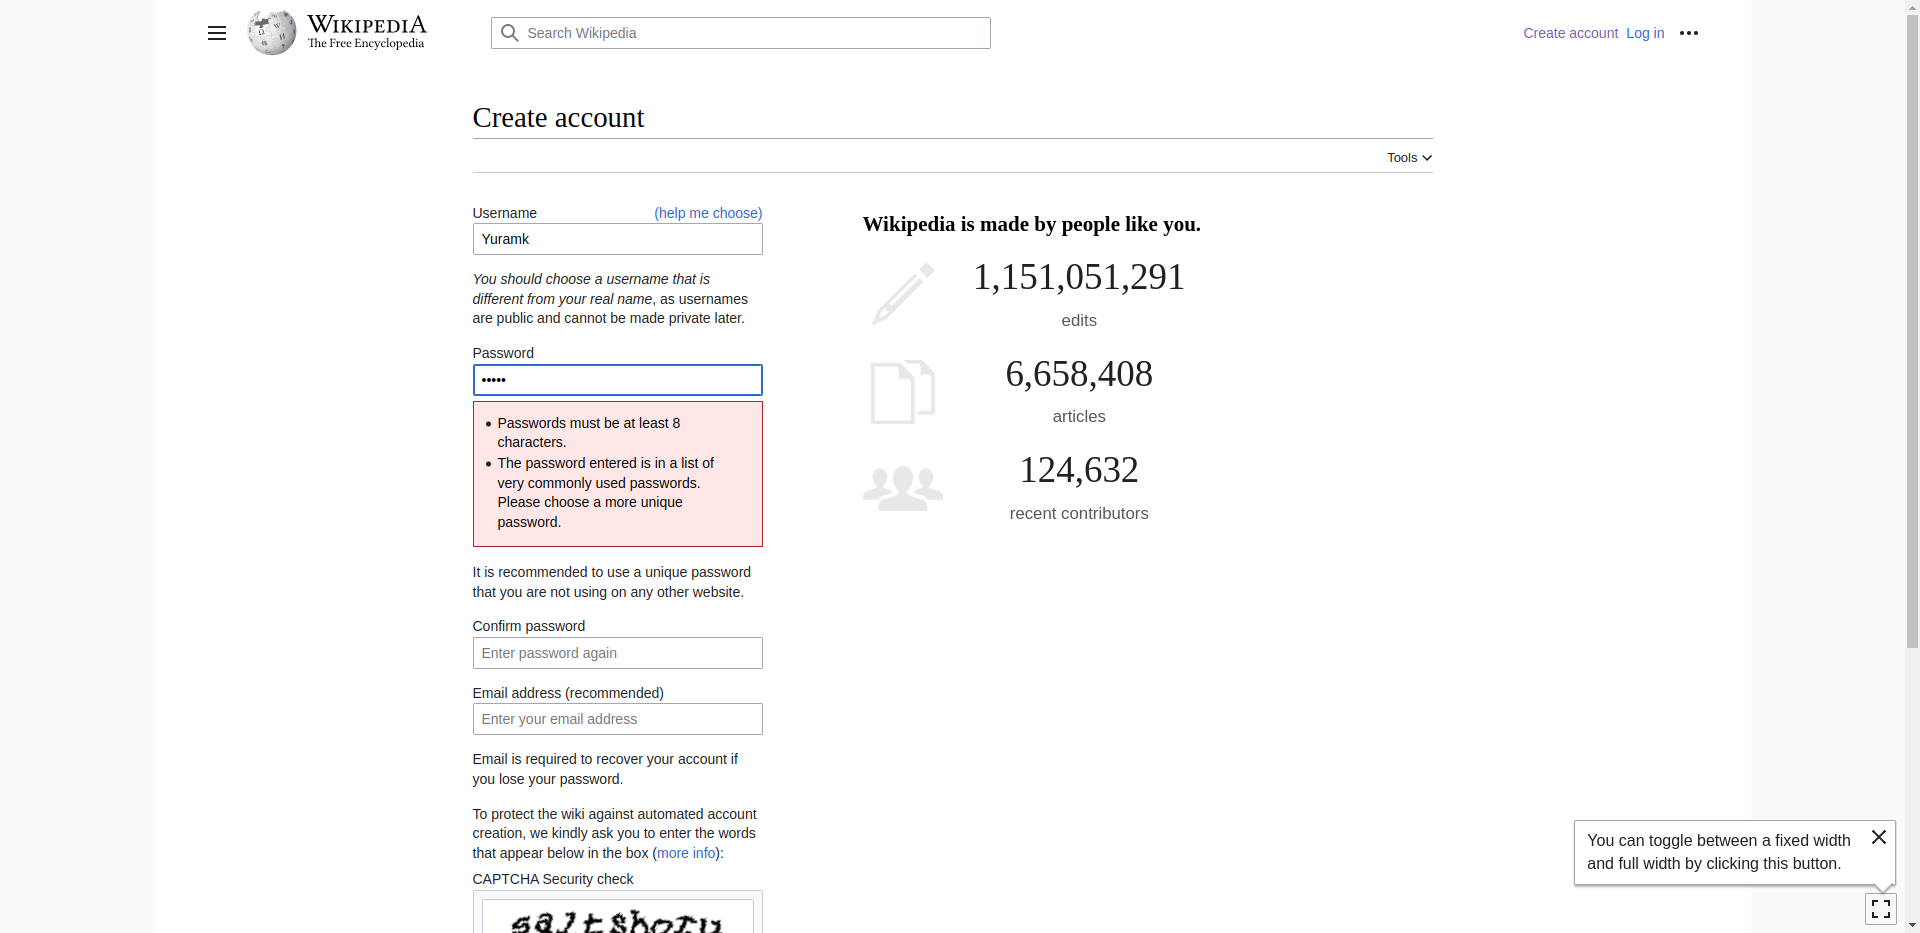 WIKIPEDIA
The Free Encyclopedia
Search Wikipedia
Create account Log in
Create account
Tools
Username (help me choose)
Yuramk
You should choose a username that is
different from your real name, as usernames
are public and cannot be made private later.
Password
•••••
• Passwords must be at least 8
characters.
• The password entered is in a list of
very commonly used passwords.
Please choose a more unique
password.
It is recommended to use a unique password
that you are not using on any other website.
Confirm password
Enter password again
Email address (recommended)
Enter your email address
Email is required to recover your account if
you lose your password.
To protect the wiki against automated account
creation, we kindly ask you to enter the words
that appear below in the box (more info):
CAPTCHA Security check
Wikipedia is made by people like you.
1,151,051,291
edits
6,658,408
articles
124,632
recent contributors
You can toggle between a fixed width
and full width by clicking this button.